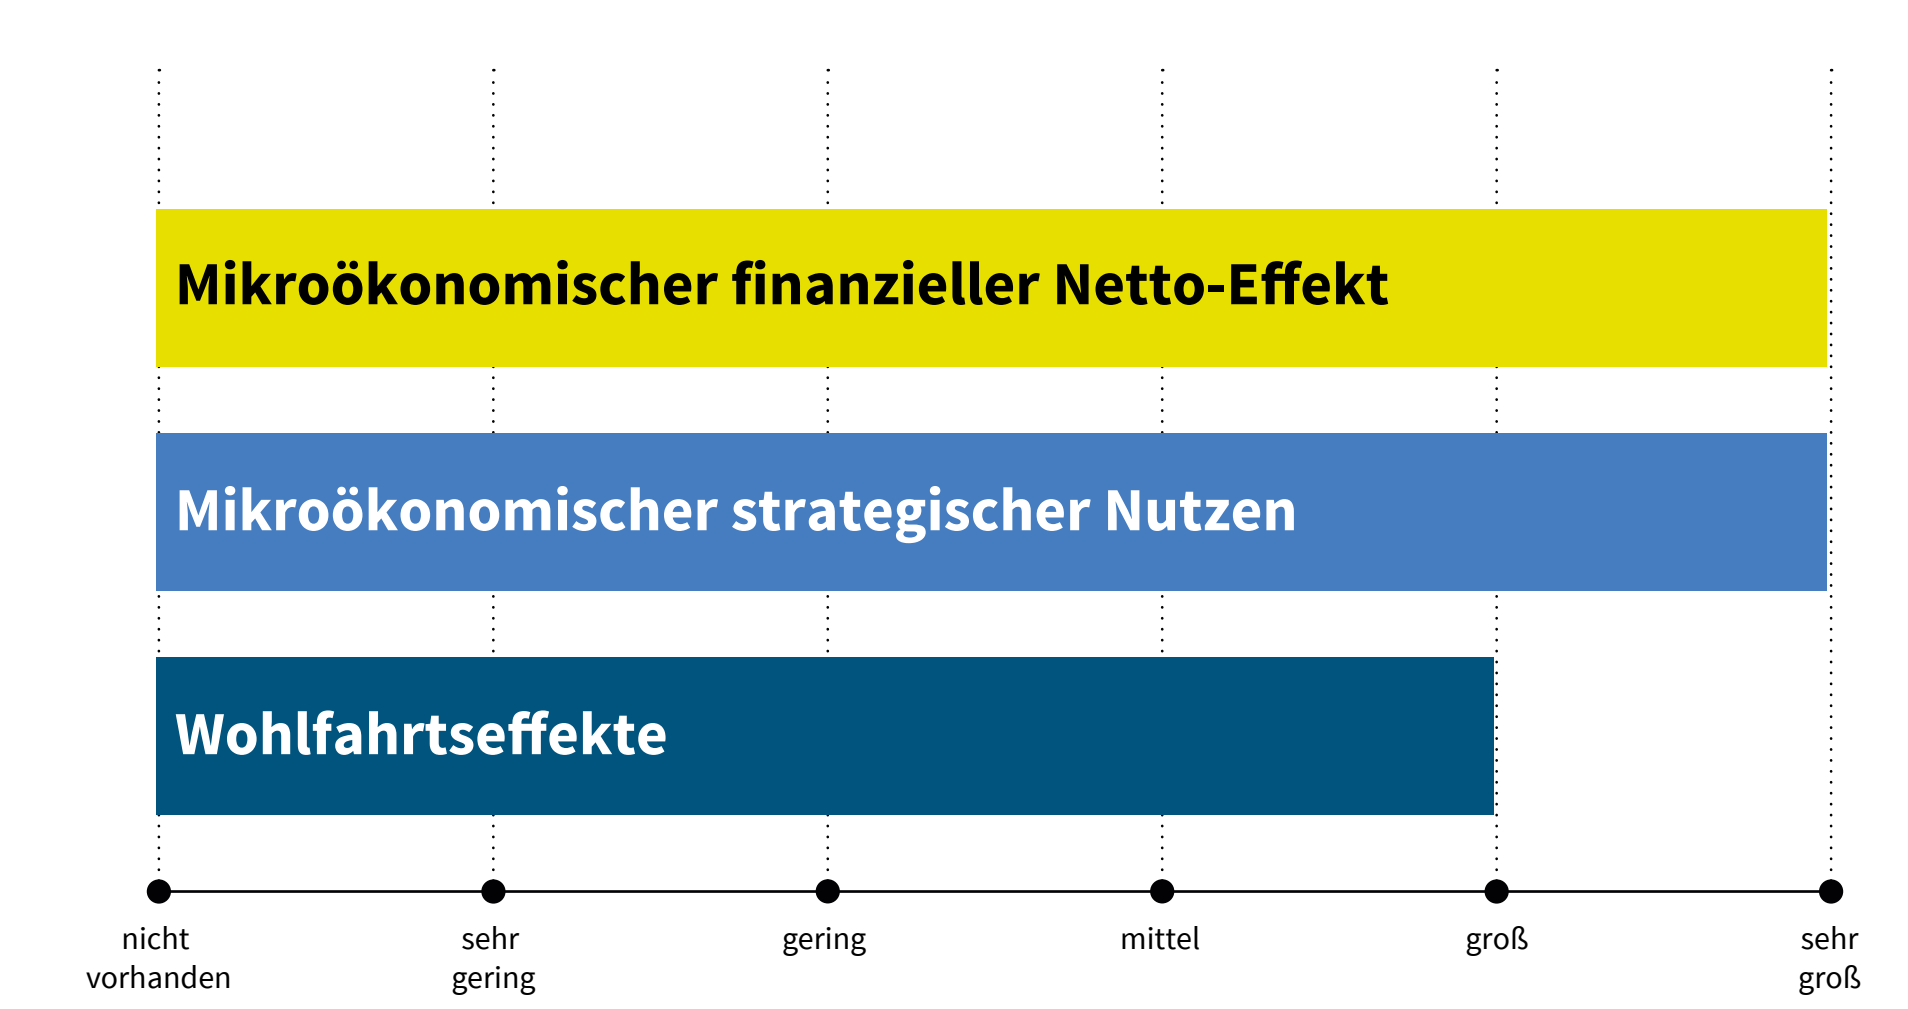 Mikroökonomischer finanzieller Netto-Effekt
Mikroökonomischer strategischer Nutzen
Wohlfahrtseffekte
nicht
vorhanden
sehr
gering
gering
mittel
groß
sehr
groß